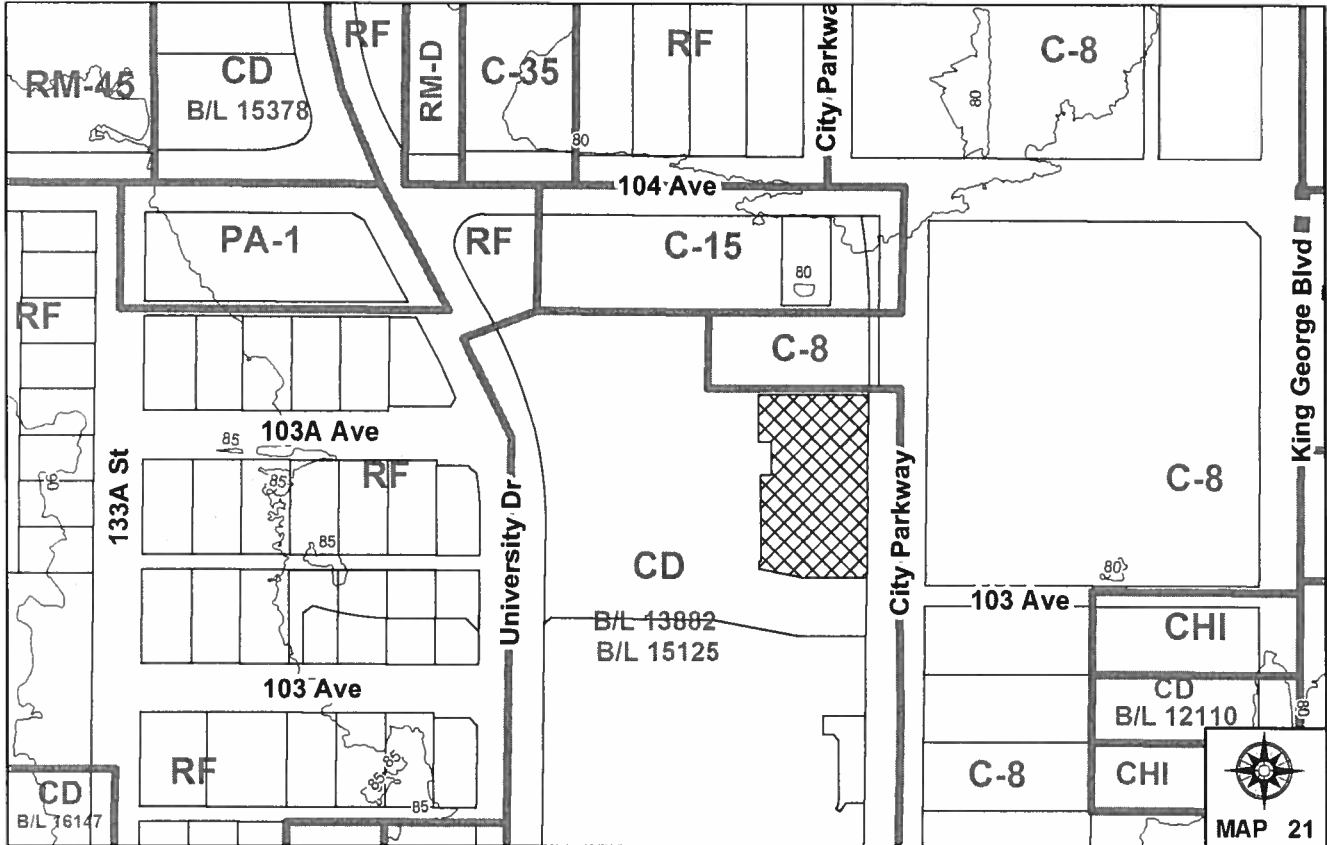 RF
RM-D
RF
City Parkwa
C-8
CD
C-35
RM-45
B/L 15378
80
80
104 Ave
PA-1
RF
C-15
80
King George Blvd
RF
C-8
103A Ave
85
RF
85
133A St
90
85
University Dr
CD
City Parkway
C-8
80
103 Ave
B/L 13882
B/L 15125
CHI
103 Ave
CD
B/L 12110
80
RF
85
85
85
C-8
CHI
CD
B/L 16147
MAP 21